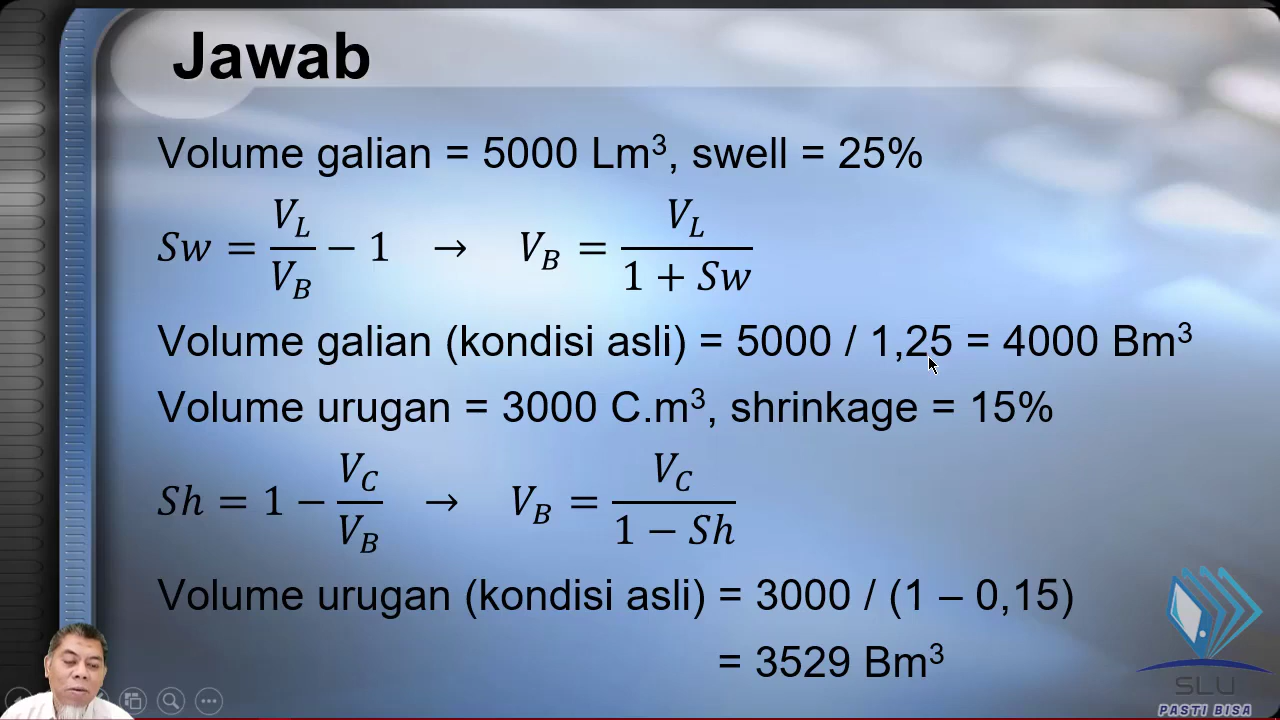 Jawab
Volume galian = 5000 Lm³, swell = 25%
Sw = V_L / V_B − 1 → V_B = V_L / (1 + Sw)
Volume galian (kondisi asli) = 5000 / 1,25 = 4000 Bm³
Volume urugan = 3000 C.m³, shrinkage = 15%
Sh = 1 − V_C / V_B → V_B = V_C / (1 − Sh)
Volume urugan (kondisi asli) = 3000 / (1 – 0,15)
= 3529 Bm³
SLU
PASTI BISA